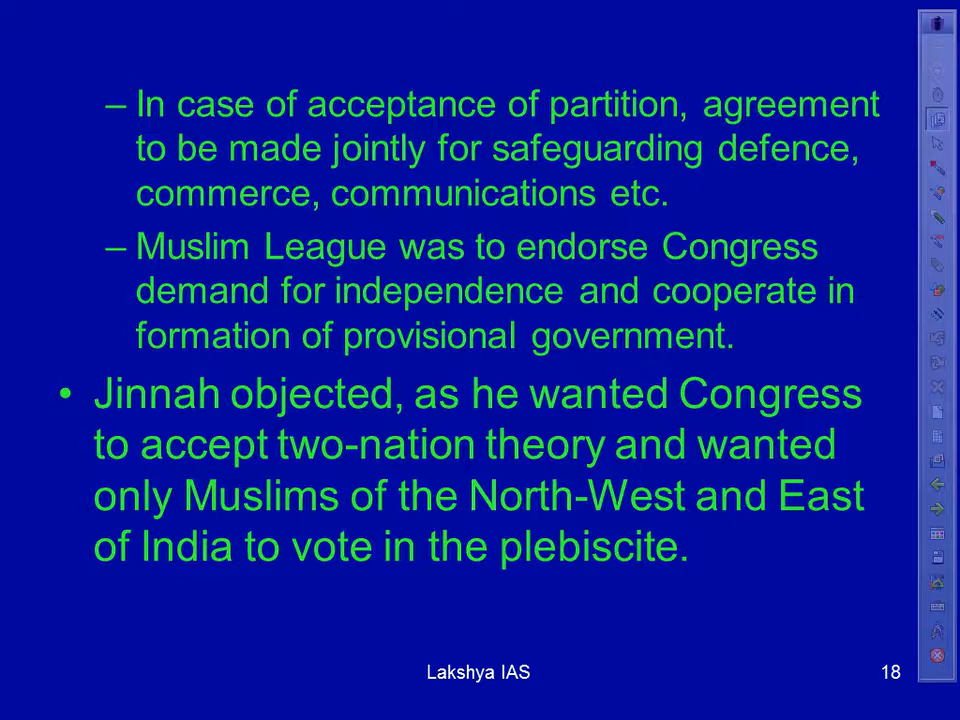 – In case of acceptance of partition, agreement
to be made jointly for safeguarding defence,
commerce, communications etc.
– Muslim League was to endorse Congress
demand for independence and cooperate in
formation of provisional government.
• Jinnah objected, as he wanted Congress
to accept two-nation theory and wanted
only Muslims of the North-West and East
of India to vote in the plebiscite.
Lakshya IAS
18